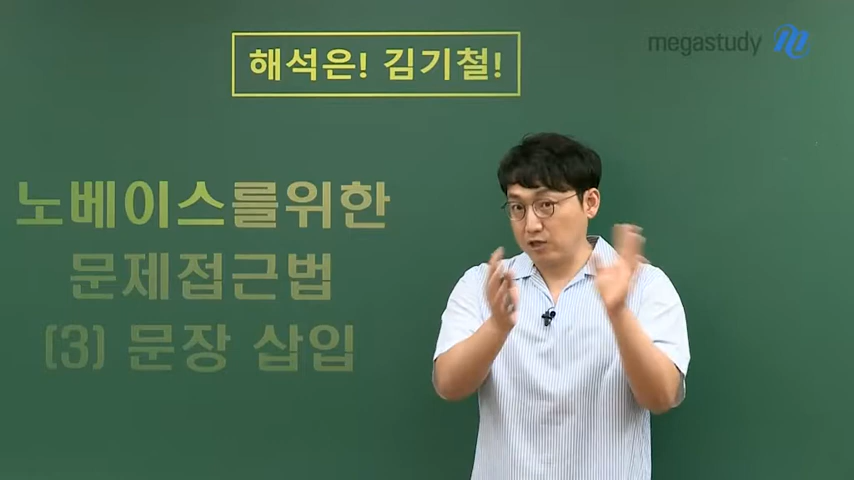 해석은! 김기철!
megastudy
노베이스를위한
문제접근법
(3) 문장 삽입